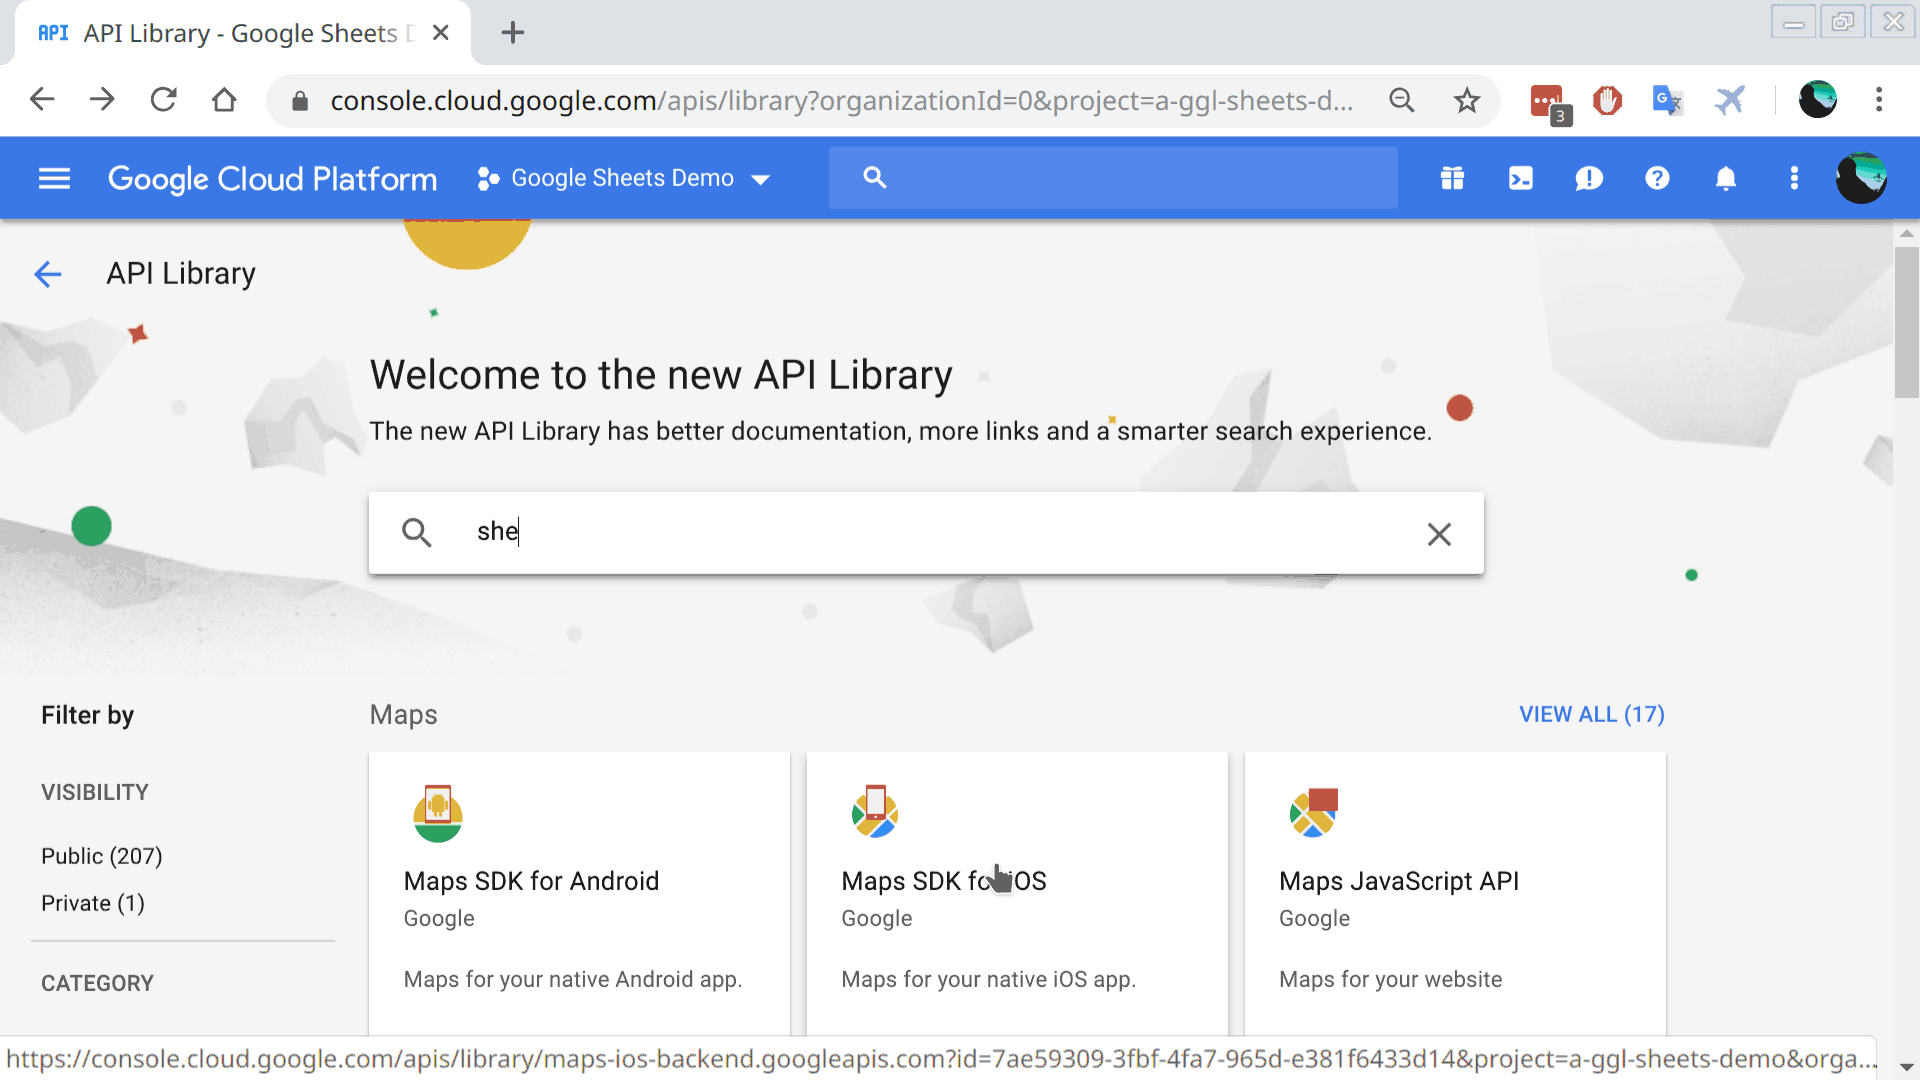 API API Library - Google Sheets D
console.cloud.google.com/apis/library?organizationId=0&project=a-ggl-sheets-d...
3
Google Cloud Platform Google Sheets Demo
API Library
Welcome to the new API Library
The new API Library has better documentation, more links and a smarter search experience.
she
Filter by
Maps
VIEW ALL (17)
VISIBILITY
Public (207)
Private (1)
CATEGORY
Maps SDK for Android
Google
Maps for your native Android app.
Maps SDK for iOS
Google
Maps for your native iOS app.
Maps JavaScript API
Google
Maps for your website
https://console.cloud.google.com/apis/library/maps-ios-backend.googleapis.com?id=7ae59309-3fbf-4fa7-965d-e381f6433d14&project=a-ggl-sheets-demo&orga...